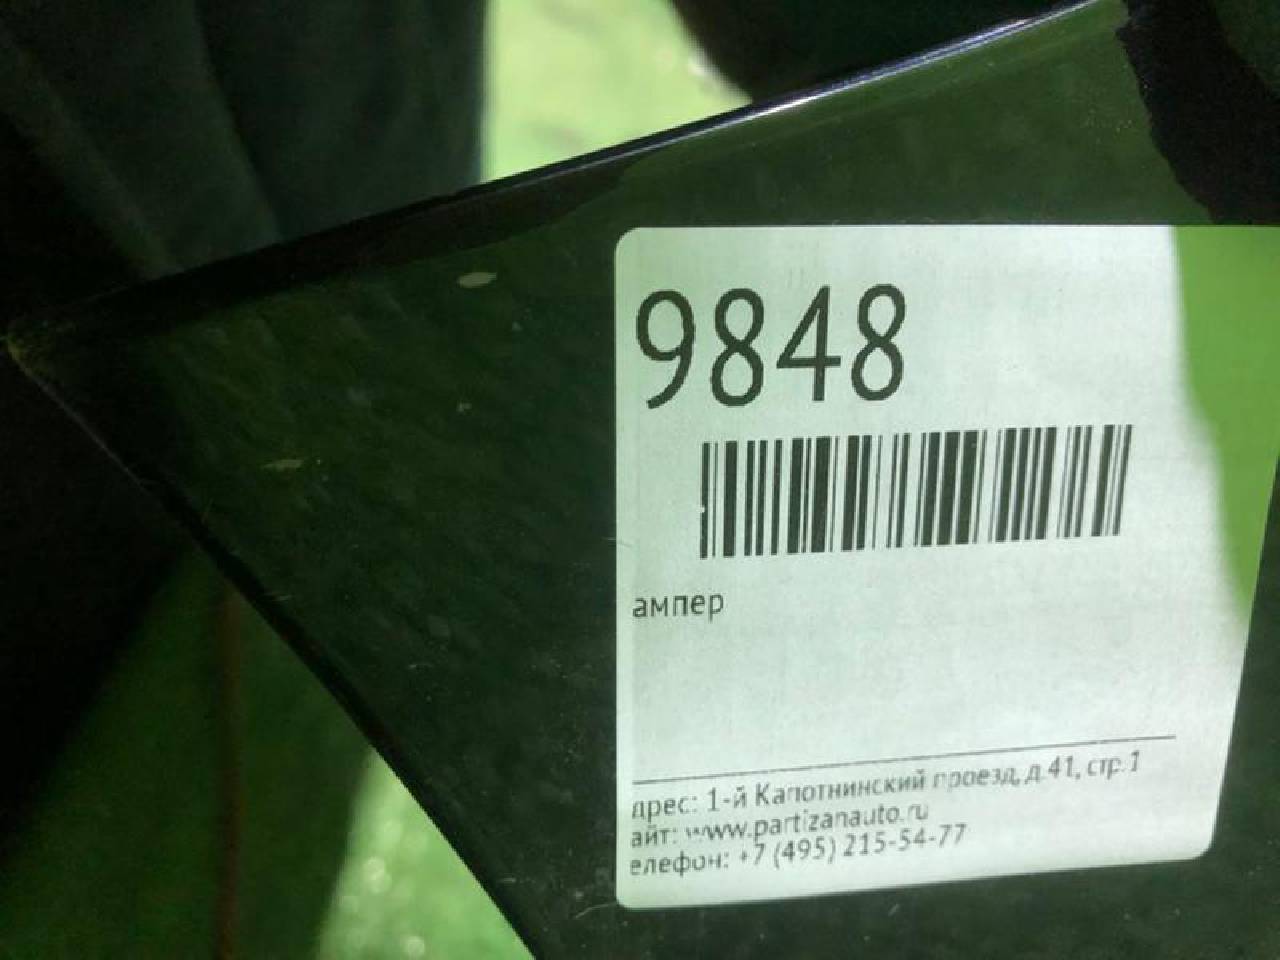 9848
ампер
дрес: 1-й Капотнинский проезд, д.41, стр.1
айт: www.partizanauto.ru
елефон: +7 (495) 215-54-77